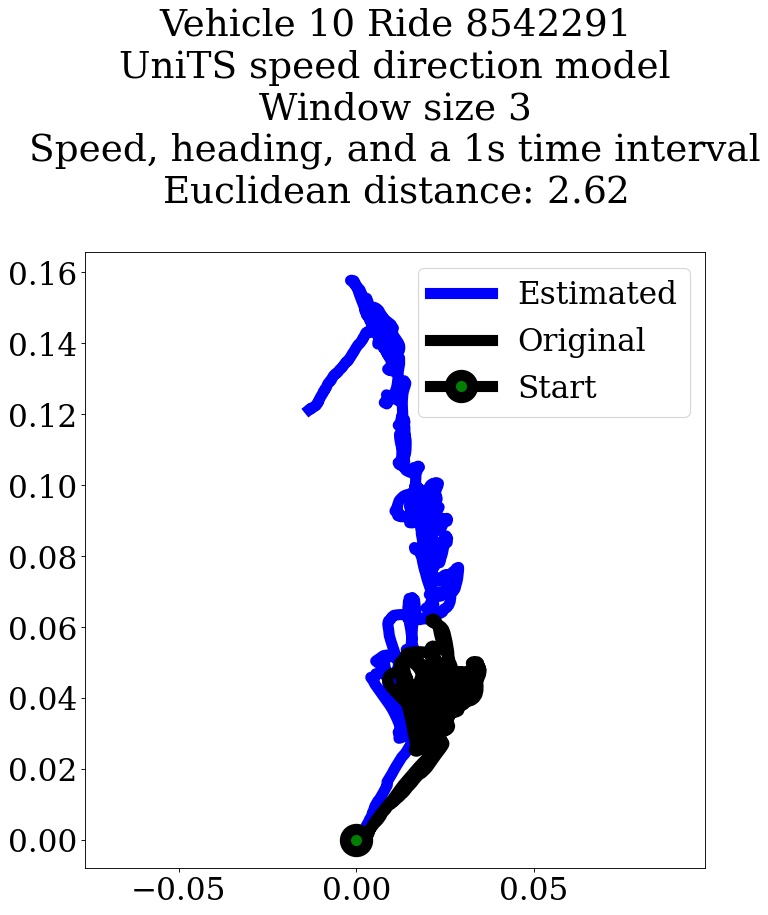 Vehicle 10 Ride 8542291
UniTS speed direction model
Window size 3
Speed, heading, and a 1s time interval
Euclidean distance: 2.62
Estimated
Original
Start
0.16
0.14
0.12
0.10
0.08
0.06
0.04
0.02
0.00
−0.05
0.00
0.05